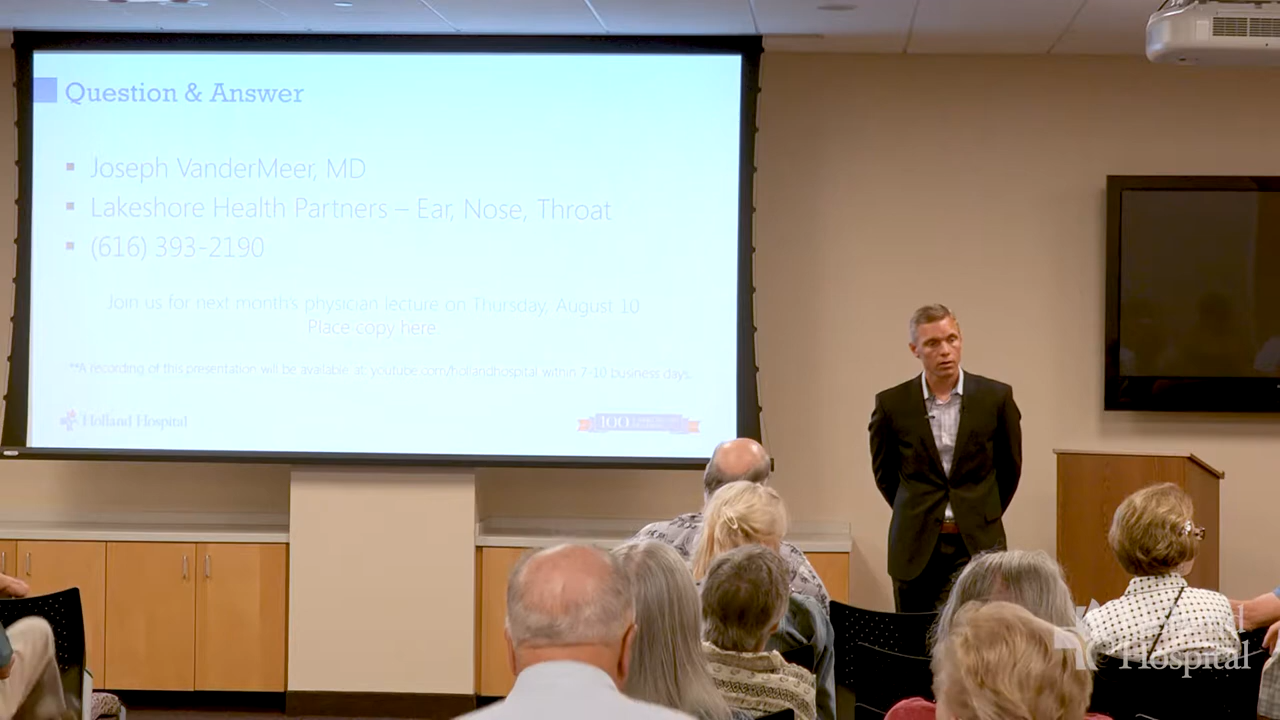 Question & Answer
Joseph VanderMeer, MD
Lakeshore Health Partners – Ear, Nose, Throat
(616) 393-2190
Join us for next month's physician lecture on Thursday, August 10
Place copy here
**A recording of this presentation will be available at: youtube.com/hollandhospital within 7-10 business days.
Holland Hospital
100
Hospital